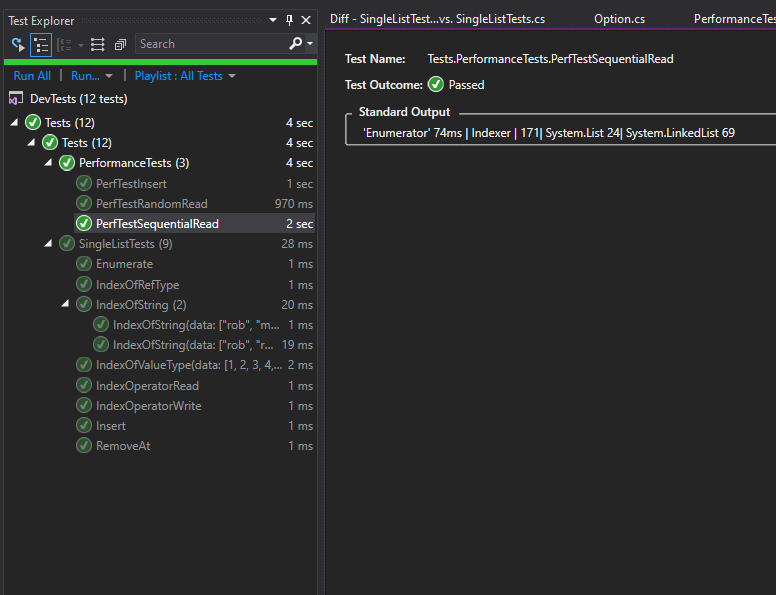 Test Explorer
Search
Run All | Run... | Playlist : All Tests
DevTests (12 tests)
Tests (12) 4 sec
Tests (12) 4 sec
PerformanceTests (3) 4 sec
PerfTestInsert 1 sec
PerfTestRandomRead 970 ms
PerfTestSequentialRead 2 sec
SingleListTests (9) 28 ms
Enumerate 1 ms
IndexOfRefType 1 ms
IndexOfString (2) 20 ms
IndexOfString(data: ["rob", "m... 1 ms
IndexOfString(data: ["rob", "r... 19 ms
IndexOfValueType(data: [1, 2, 3, 4,... 2 ms
IndexOperatorRead 1 ms
IndexOperatorWrite 1 ms
Insert 1 ms
RemoveAt 1 ms
Diff - SingleListTest...vs. SingleListTests.cs Option.cs PerformanceTes
Test Name: Tests.PerformanceTests.PerfTestSequentialRead
Test Outcome: Passed
Standard Output
'Enumerator' 74ms | Indexer | 171| System.List 24| System.LinkedList 69